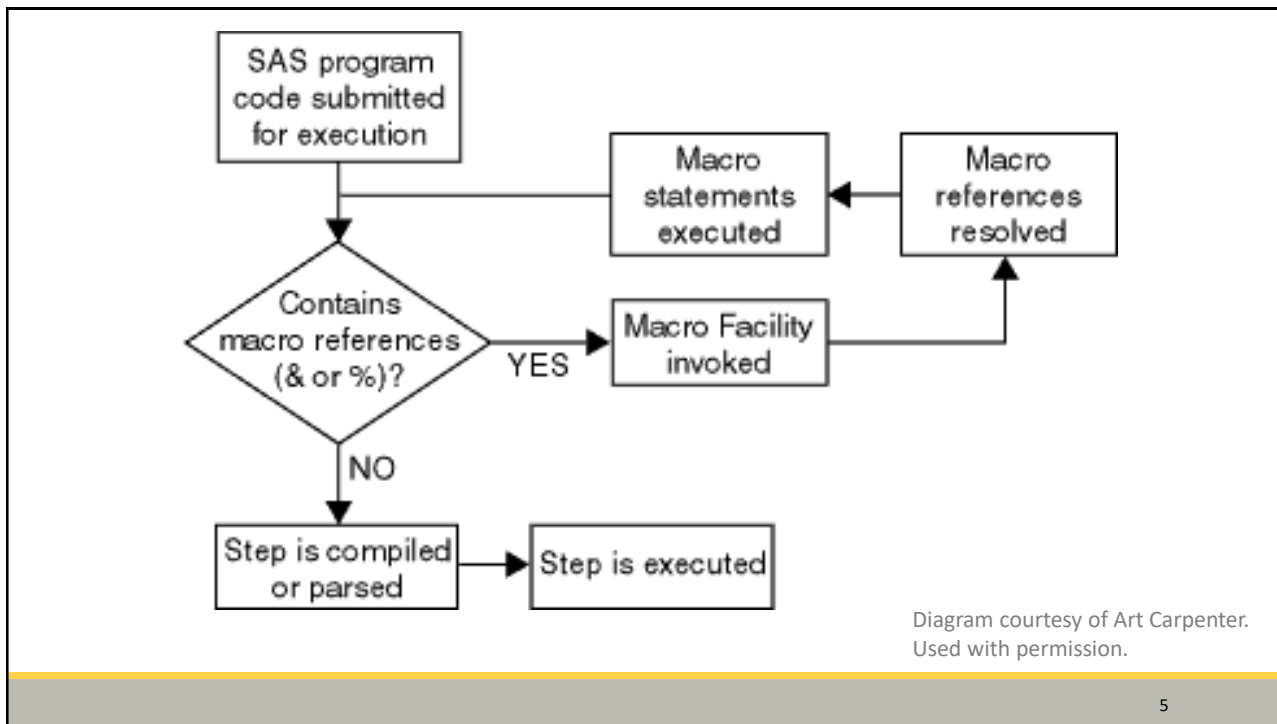 SAS program
code submitted
for execution
Macro
statements
executed
Macro
references
resolved
Contains
macro references
(& or %)?
YES
Macro Facility
invoked
NO
Step is compiled
or parsed
Step is executed
Diagram courtesy of Art Carpenter.
Used with permission.
5